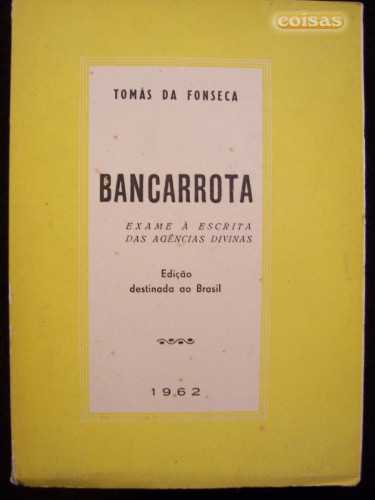 coisas
TOMÁS DA FONSECA
BANCARROTA
EXAME À ESCRITA
DAS AGÊNCIAS DIVINAS
Edição
destinada ao Brasil
1962